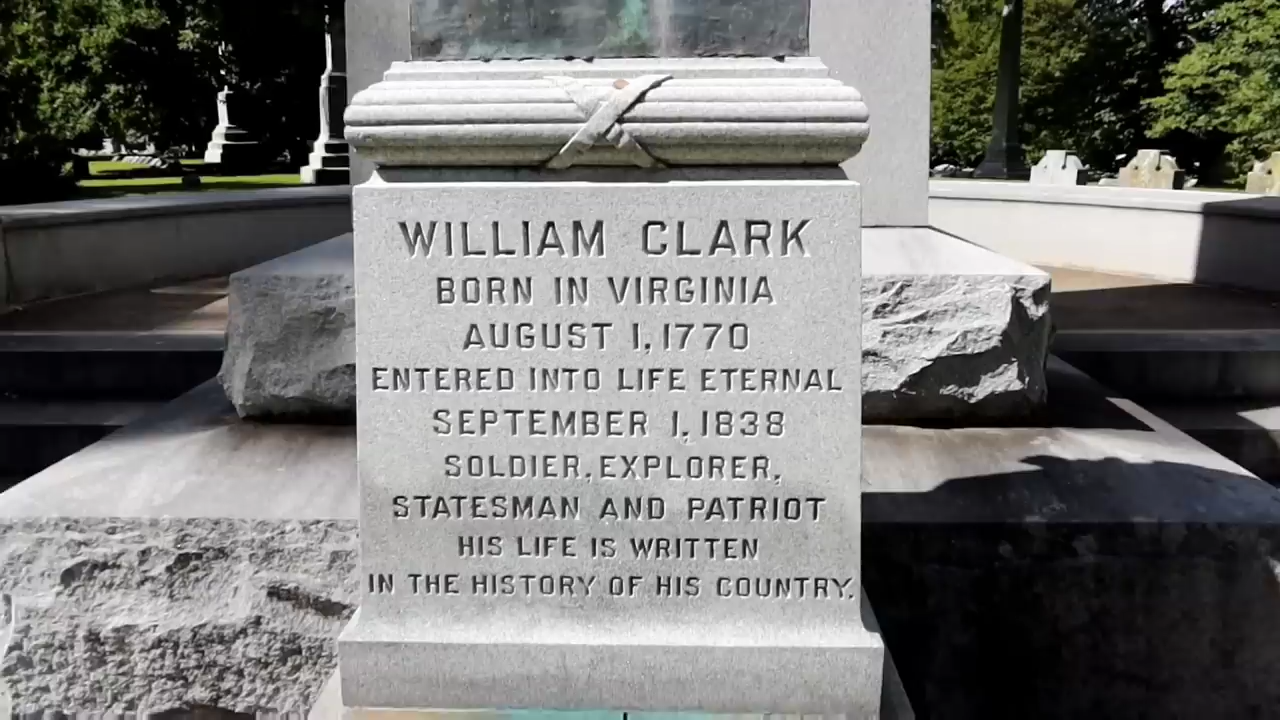 WILLIAM CLARK
BORN IN VIRGINIA
AUGUST 1, 1770
ENTERED INTO LIFE ETERNAL
SEPTEMBER 1, 1838
SOLDIER, EXPLORER,
STATESMAN AND PATRIOT
HIS LIFE IS WRITTEN
IN THE HISTORY OF HIS COUNTRY.